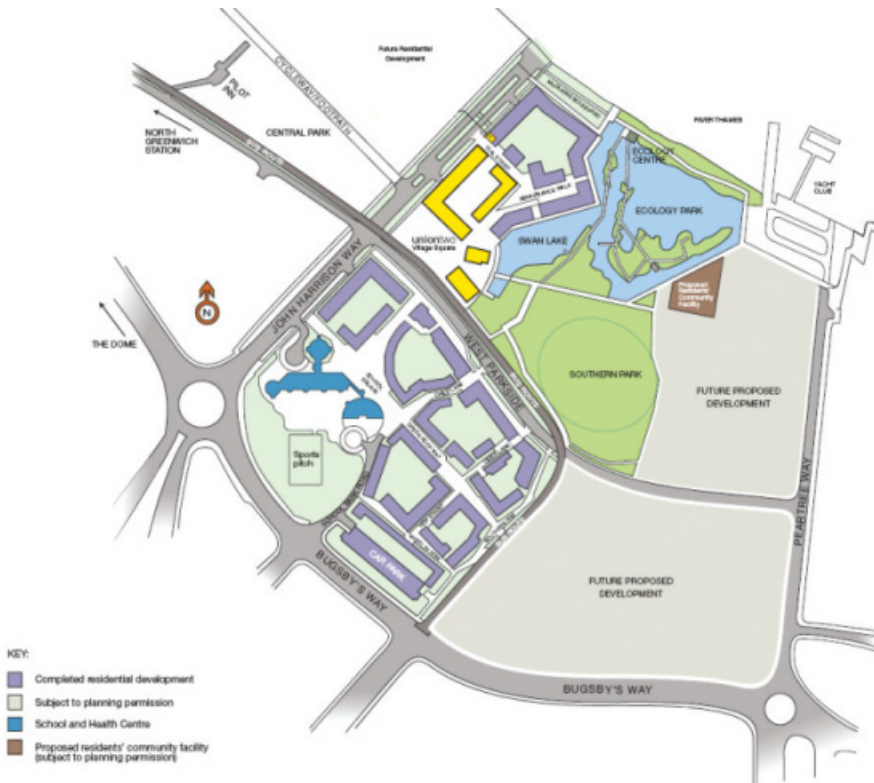 Future Residential
Development
CYCLEWAY/FOOTPATH
PILOT
INN
NORTH
GREENWICH
STATION
CENTRAL PARK
RIVER THAMES
ECOLOGY
CENTRE
YACHT
CLUB
ECOLOGY PARK
uniontwo
Village Square
SWAN LAKE
JOHN HARRISON WAY
N
THE DOME
Proposed
Residents'
Community
Facility
WEST PARKSIDE
SOUTHERN PARK
FUTURE PROPOSED
DEVELOPMENT
Sports
pitch
CAR PARK
BUGSBY'S WAY
PEARTREE WAY
FUTURE PROPOSED
DEVELOPMENT
BUGSBY'S WAY
KEY:
Completed residential development
Subject to planning permission
School and Health Centre
Proposed residents' community facility
(subject to planning permission)